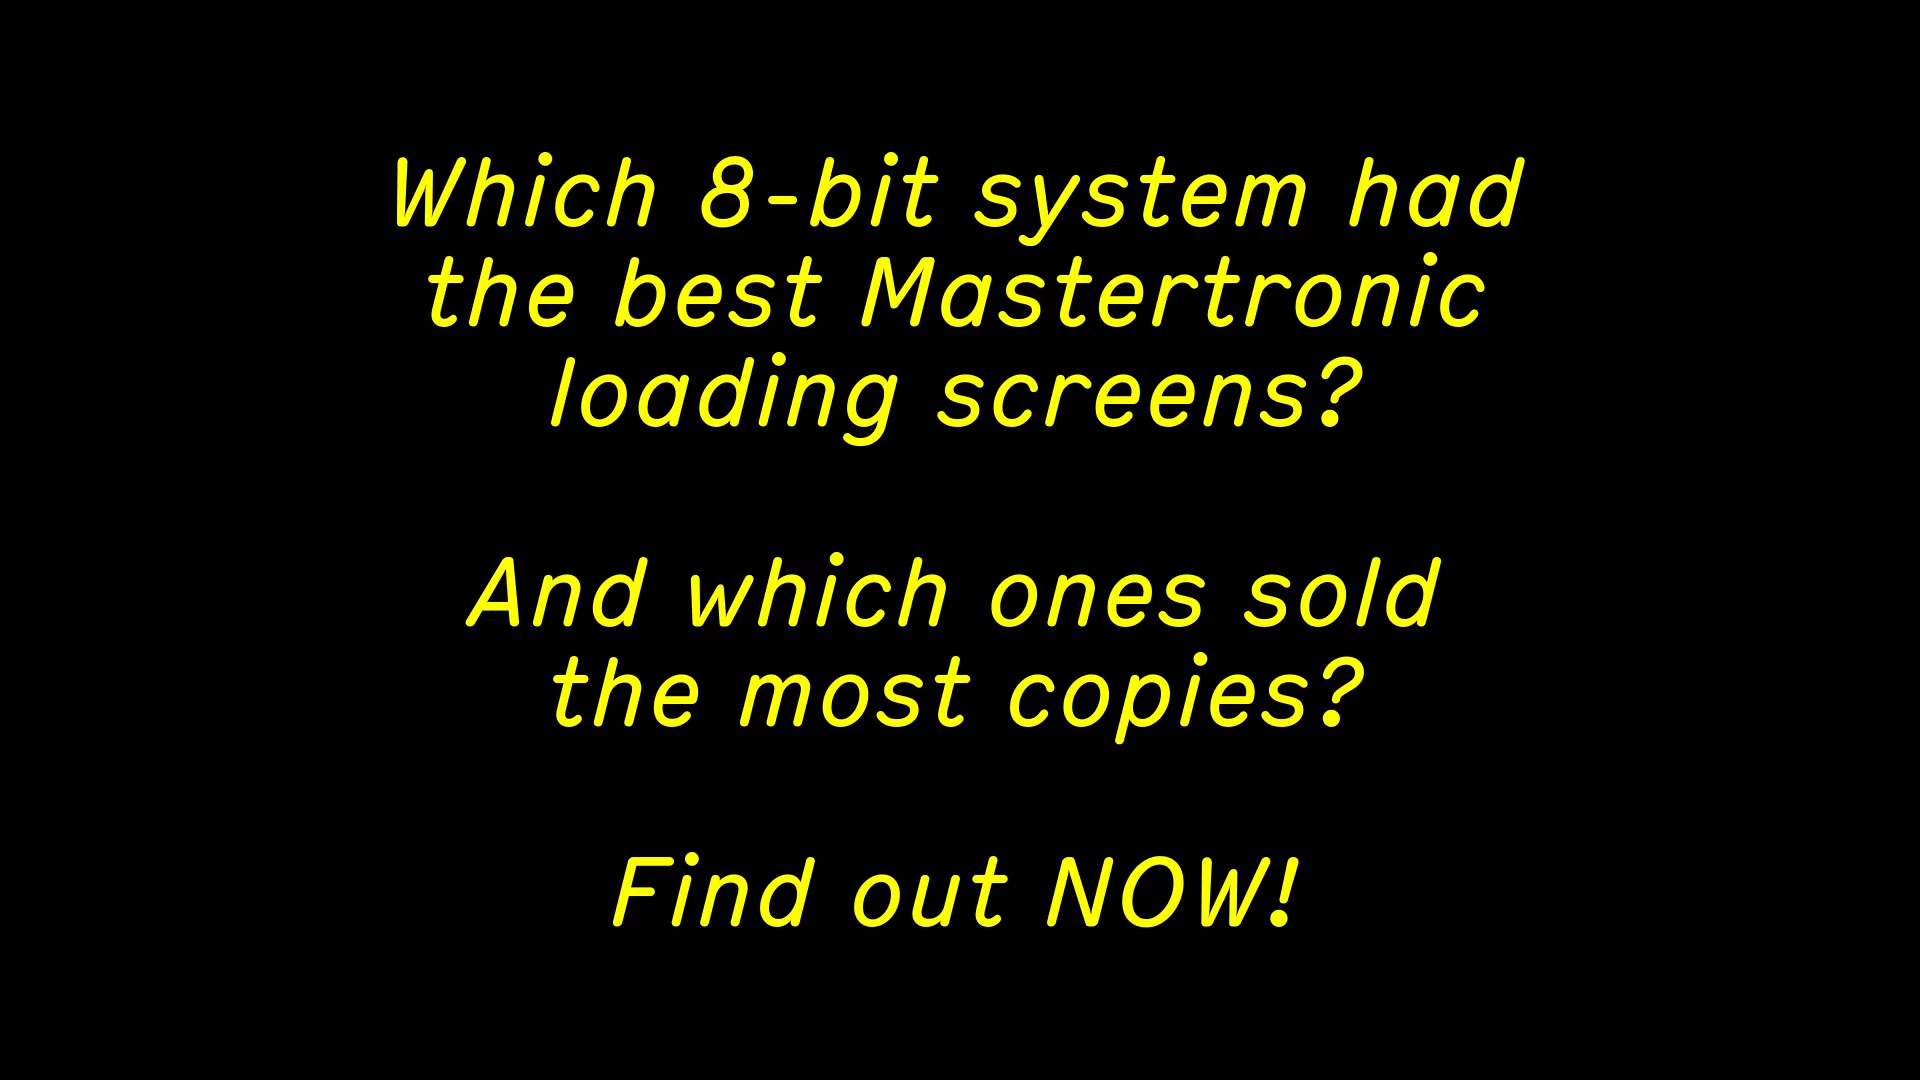 Which 8-bit system had
the best Mastertronic
loading screens?
And which ones sold
the most copies?
Find out NOW!